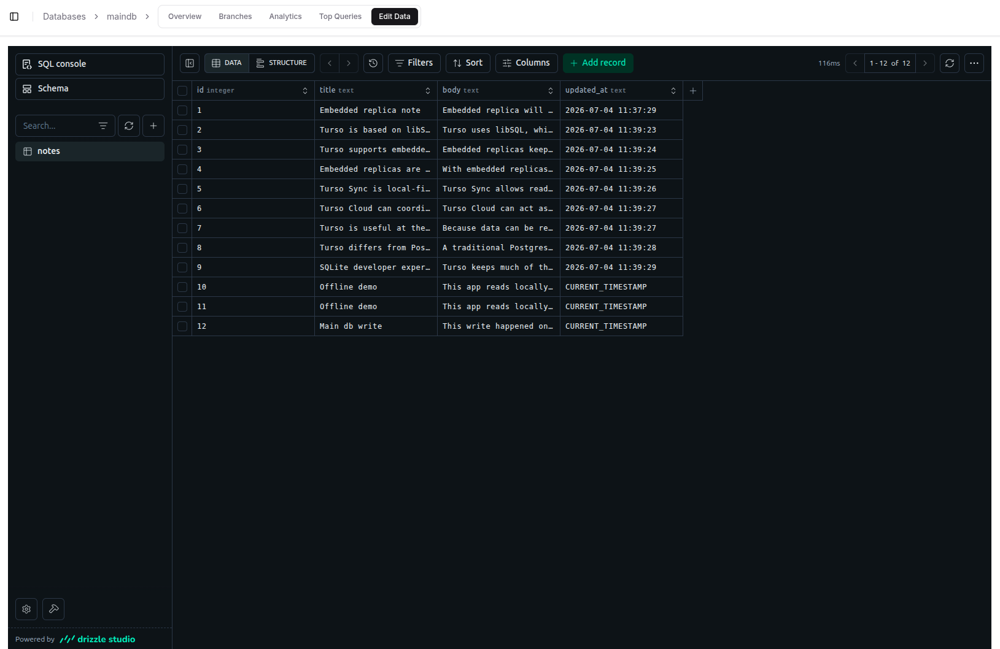 Databases > maindb > Overview Branches Analytics Top Queries Edit Data
SQL console
Schema
Search...
notes
DATA STRUCTURE Filters Sort Columns + Add record 116ms 1 - 12 of 12
id integer title text body text updated_at text
1 Embedded replica note Embedded replica will … 2026-07-04 11:37:29
2 Turso is based on libS… Turso uses libSQL, whi… 2026-07-04 11:39:23
3 Turso supports embedde… Embedded replicas keep… 2026-07-04 11:39:24
4 Embedded replicas are … With embedded replicas… 2026-07-04 11:39:25
5 Turso Sync is local-fi… Turso Sync allows read… 2026-07-04 11:39:26
6 Turso Cloud can coordi… Turso Cloud can act as… 2026-07-04 11:39:27
7 Turso is useful at the… Because data can be re… 2026-07-04 11:39:27
8 Turso differs from Pos… A traditional Postgres… 2026-07-04 11:39:28
9 SQLite developer exper… Turso keeps much of th… 2026-07-04 11:39:29
10 Offline demo This app reads locally… CURRENT_TIMESTAMP
11 Offline demo This app reads locally… CURRENT_TIMESTAMP
12 Main db write This write happened on… CURRENT_TIMESTAMP
Powered by drizzle studio